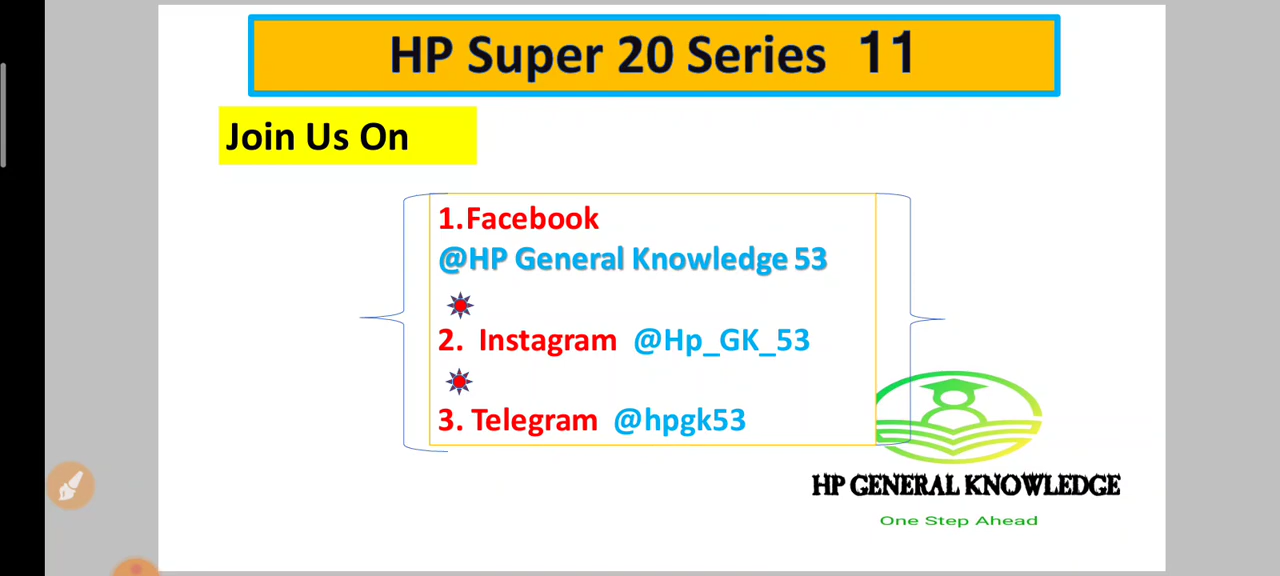 HP Super 20 Series 11
Join Us On
1.Facebook
@HP General Knowledge 53
2. Instagram @Hp_GK_53
3. Telegram @hpgk53
HP GENERAL KNOWLEDGE
One Step Ahead